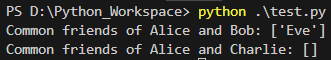 PS D:\Python_Workspace> python .\test.py
Common friends of Alice and Bob: ['Eve']
Common friends of Alice and Charlie: []